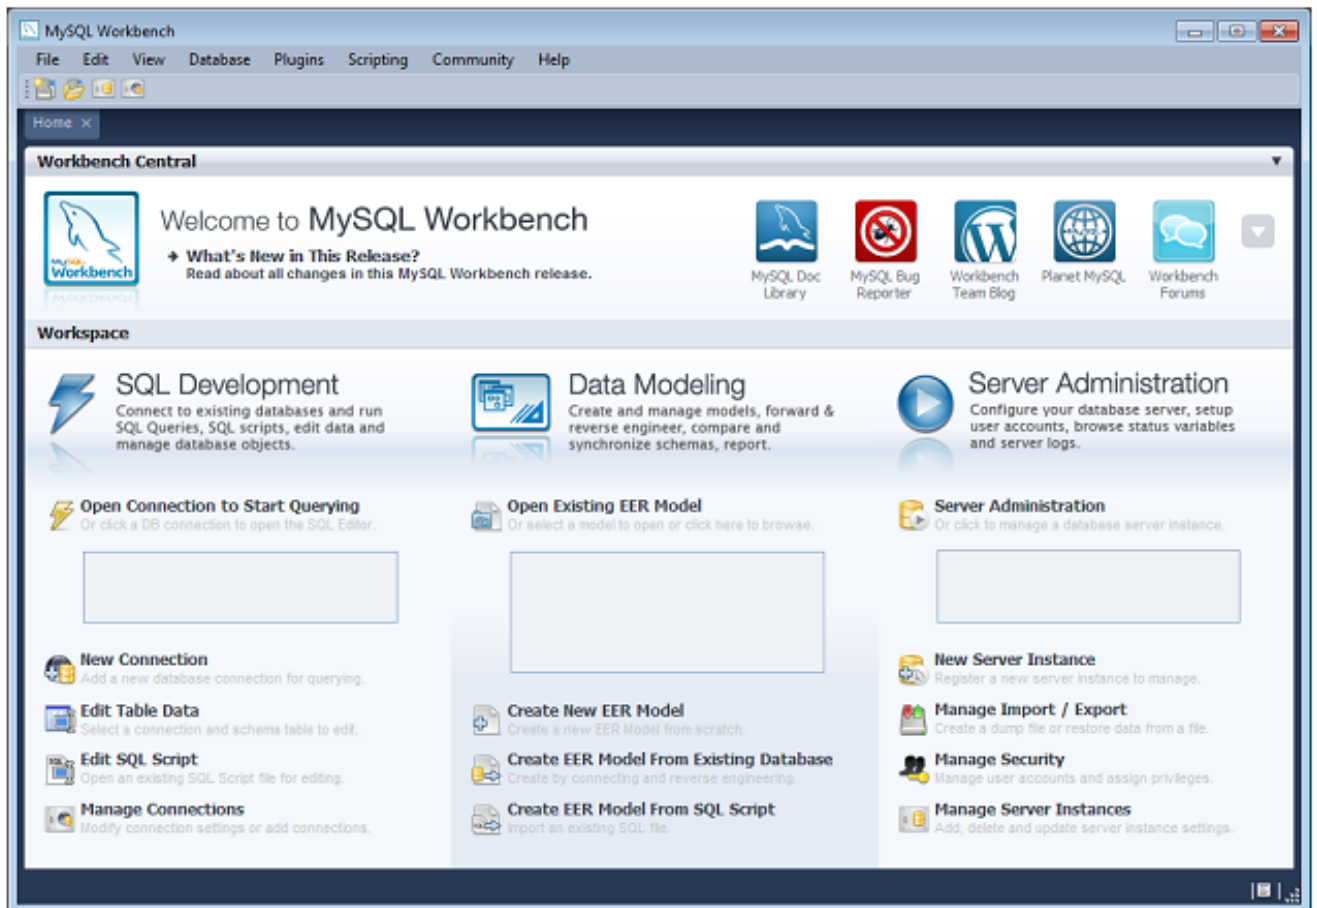 MySQL Workbench
File Edit View Database Plugins Scripting Community Help
Home
Workbench Central
MySQL
Workbench
Welcome to MySQL Workbench
What's New in This Release?
Read about all changes in this MySQL Workbench release.
MySQL Doc
Library
MySQL Bug
Reporter
Workbench
Team Blog
Planet MySQL
Workbench
Forums
Workspace
SQL Development
Connect to existing databases and run
SQL Queries, SQL scripts, edit data and
manage database objects.
Open Connection to Start Querying
Or click a DB connection to open the SQL Editor.
New Connection
Add a new database connection for querying.
Edit Table Data
Select a connection and schema table to edit.
Edit SQL Script
Open an existing SQL Script file for editing.
Manage Connections
Modify connection settings or add connections.
Data Modeling
Create and manage models, forward &
reverse engineer, compare and
synchronize schemas, report.
Open Existing EER Model
Or select a model to open or click here to browse.
Create New EER Model
Create a new EER Model from scratch.
Create EER Model From Existing Database
Create by connecting and reverse engineering.
Create EER Model From SQL Script
Import an existing SQL file.
Server Administration
Configure your database server, setup
user accounts, browse status variables
and server logs.
Server Administration
Or click to manage a database server instance.
New Server Instance
Register a new server instance to manage.
Manage Import / Export
Create a dump file or restore data from a file.
Manage Security
Manage user accounts and assign privileges.
Manage Server Instances
Add, delete and update server instance settings.